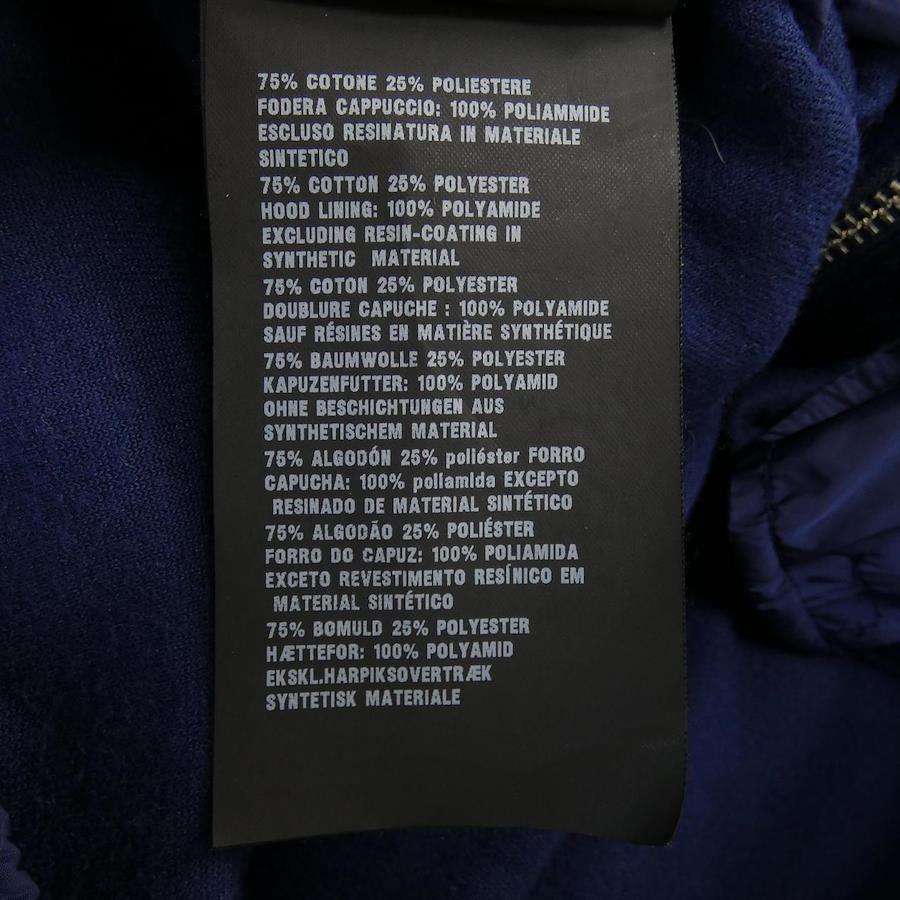 75% COTONE 25% POLIESTERE
FODERA CAPPUCCIO: 100% POLIAMMIDE
ESCLUSO RESINATURA IN MATERIALE
SINTETICO
75% COTTON 25% POLYESTER
HOOD LINING: 100% POLYAMIDE
EXCLUDING RESIN-COATING IN
SYNTHETIC MATERIAL
75% COTON 25% POLYESTER
DOUBLURE CAPUCHE : 100% POLYAMIDE
SAUF RÉSINES EN MATIÈRE SYNTHÉTIQUE
75% BAUMWOLLE 25% POLYESTER
KAPUZENFUTTER: 100% POLYAMID
OHNE BESCHICHTUNGEN AUS
SYNTHETISCHEM MATERIAL
75% ALGODÓN 25% poliéster FORRO
CAPUCHA: 100% poliamida EXCEPTO
RESINADO DE MATERIAL SINTÉTICO
75% ALGODÃO 25% POLIÉSTER
FORRO DO CAPUZ: 100% POLIAMIDA
EXCETO REVESTIMENTO RESÍNICO EM
MATERIAL SINTÉTICO
75% BOMULD 25% POLYESTER
HÆTTEFOR: 100% POLYAMID
EKSKL.HARPIKSOVERTRÆK
SYNTETISK MATERIALE